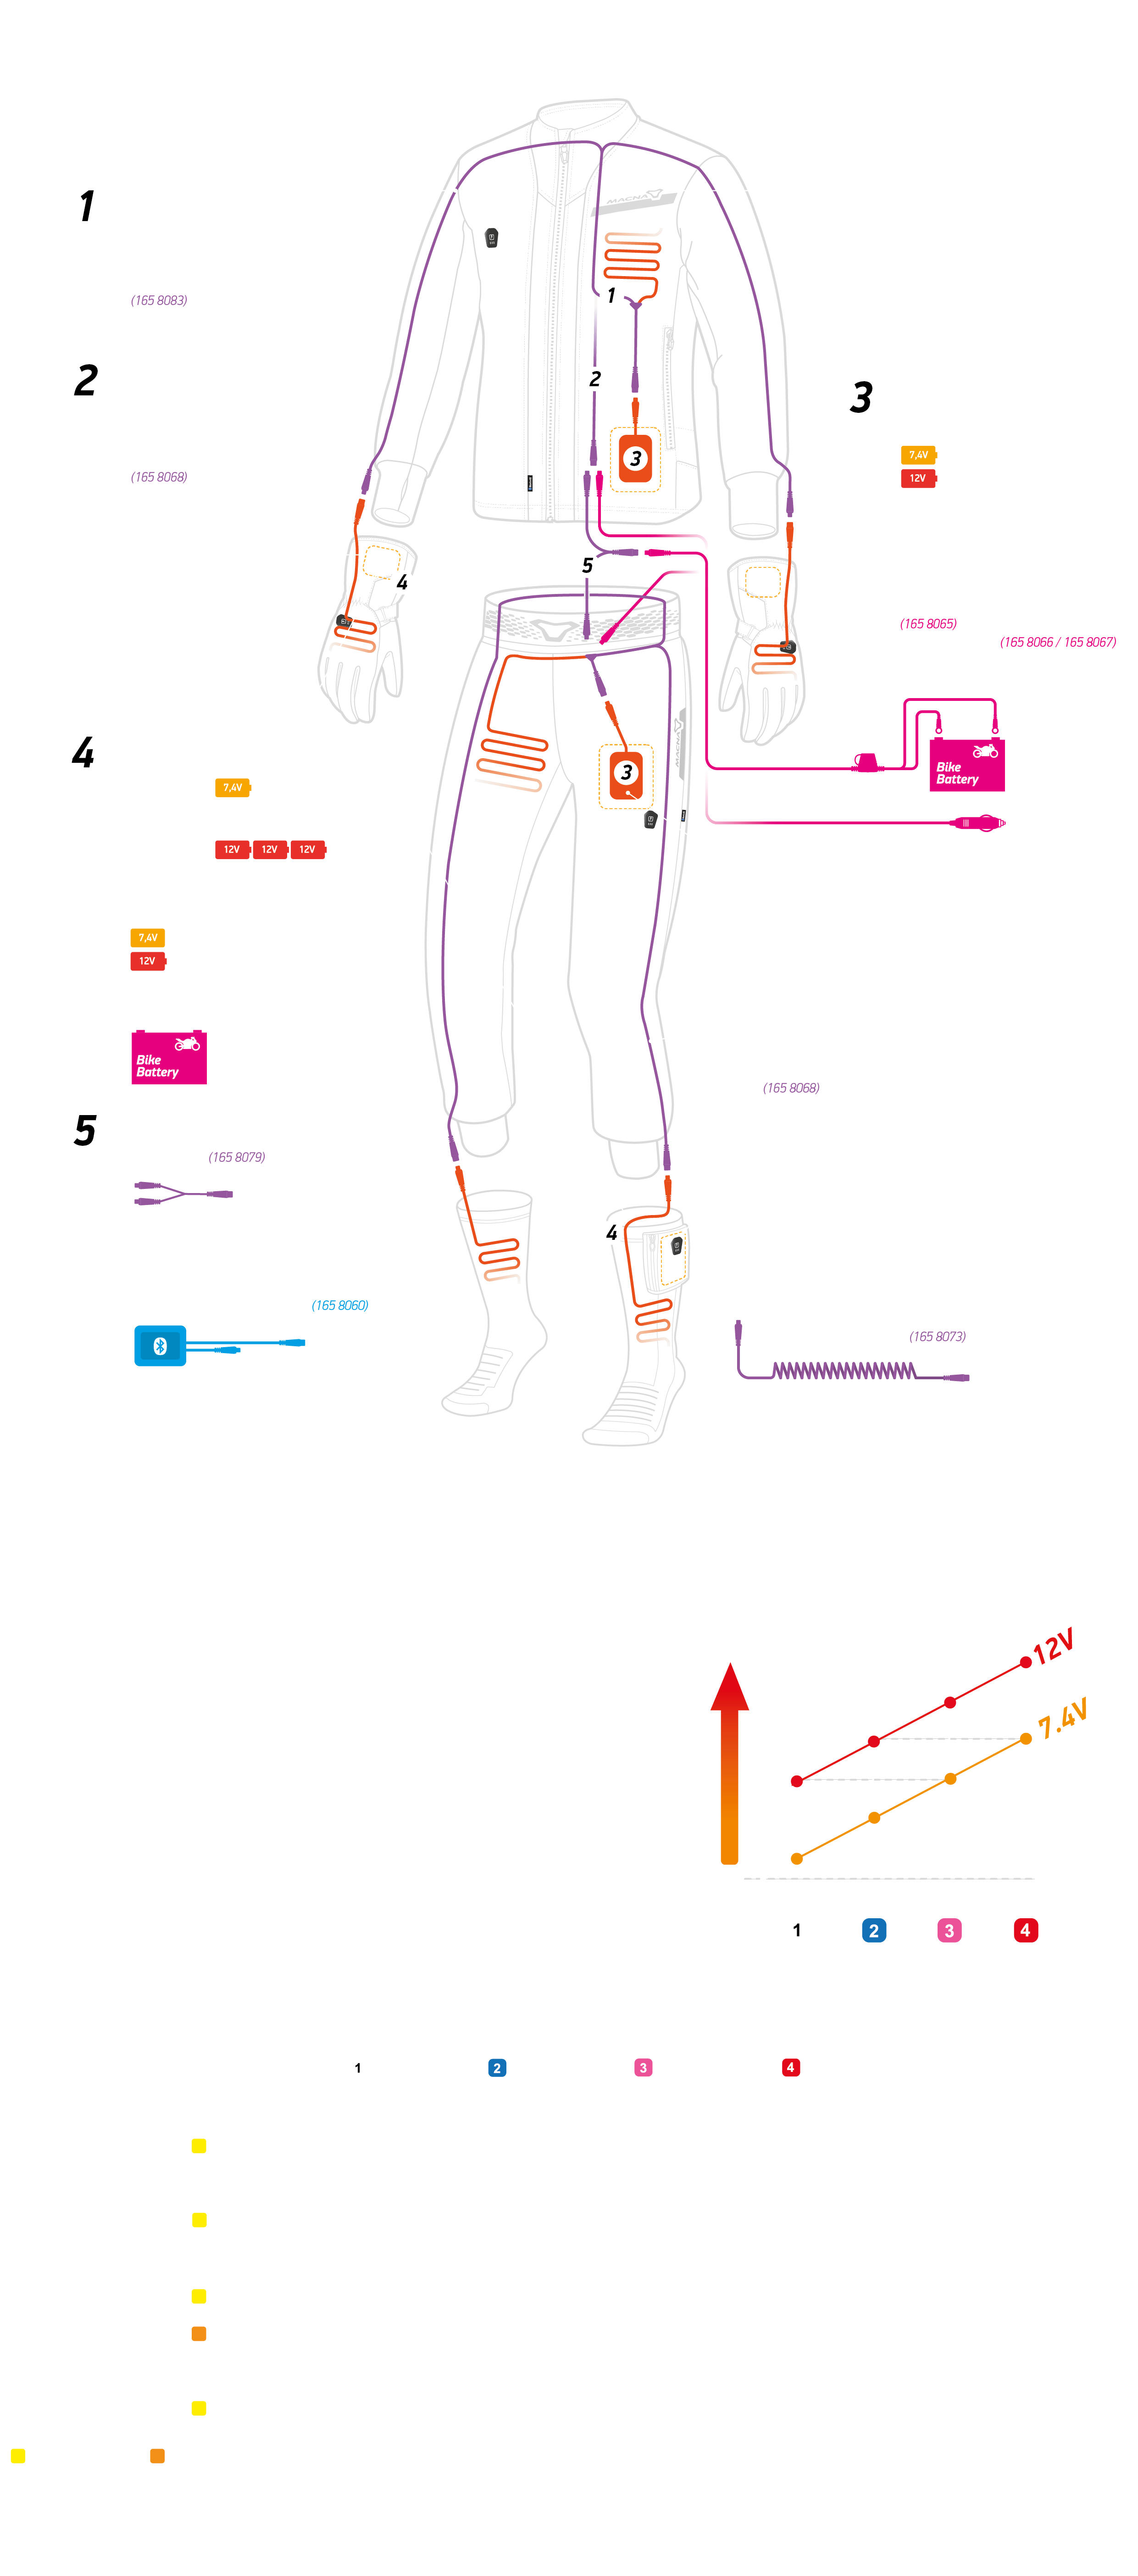 MACNA
1
(165 8083)
1
2
2
3
3
7,4V
12V
(165 8068)
5
4
(165 8065)
(165 8066 / 165 8067)
4
MACNA
3
Bike
Battery
7,4V
12V 12V 12V
7,4V
12V
Bike
Battery
(165 8068)
5
(165 8079)
4
(165 8060)
(165 8073)
12V
7.4V
1 2 3 4
1 2 3 4